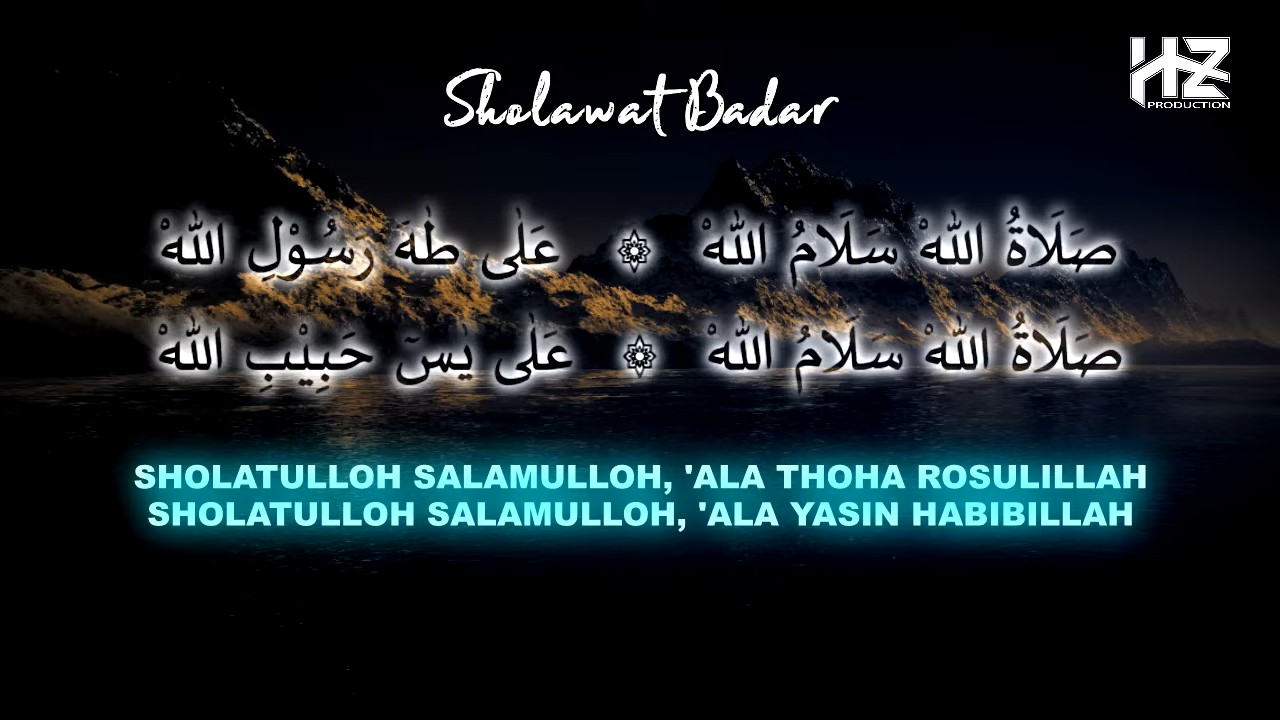 HZ
PRODUCTION
Sholawat Badar
صَلَاةُ اللهْ سَلَامُ اللهْ ۞ عَلٰى طٰهَ رَسُوْلِ اللهْ
صَلَاةُ اللهْ سَلَامُ اللهْ ۞ عَلٰى يٰسٓ حَبِيْبِ اللهْ
SHOLATULLOH SALAMULLOH, 'ALA THOHA ROSULILLAH
SHOLATULLOH SALAMULLOH, 'ALA YASIN HABIBILLAH